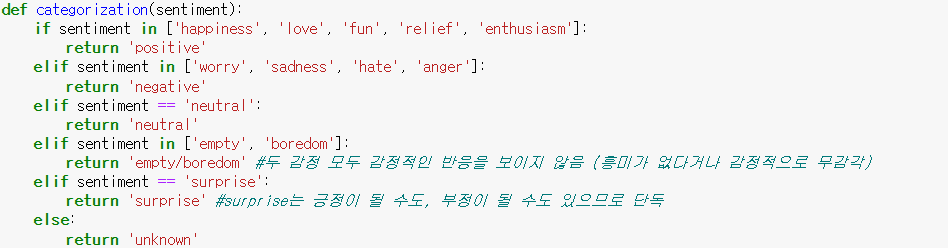 def categorization(sentiment):
    if sentiment in ['happiness', 'love', 'fun', 'relief', 'enthusiasm']:
        return 'positive'
    elif sentiment in ['worry', 'sadness', 'hate', 'anger']:
        return 'negative'
    elif sentiment == 'neutral':
        return 'neutral'
    elif sentiment in ['empty', 'boredom']:
        return 'empty/boredom' #두 감정 모두 감정적인 반응을 보이지 않음 (흥미가 없다거나 감정적으로 무감각)
    elif sentiment == 'surprise':
        return 'surprise' #surprise는 긍정이 될 수도, 부정이 될 수도 있으므로 단독
    else:
        return 'unknown'